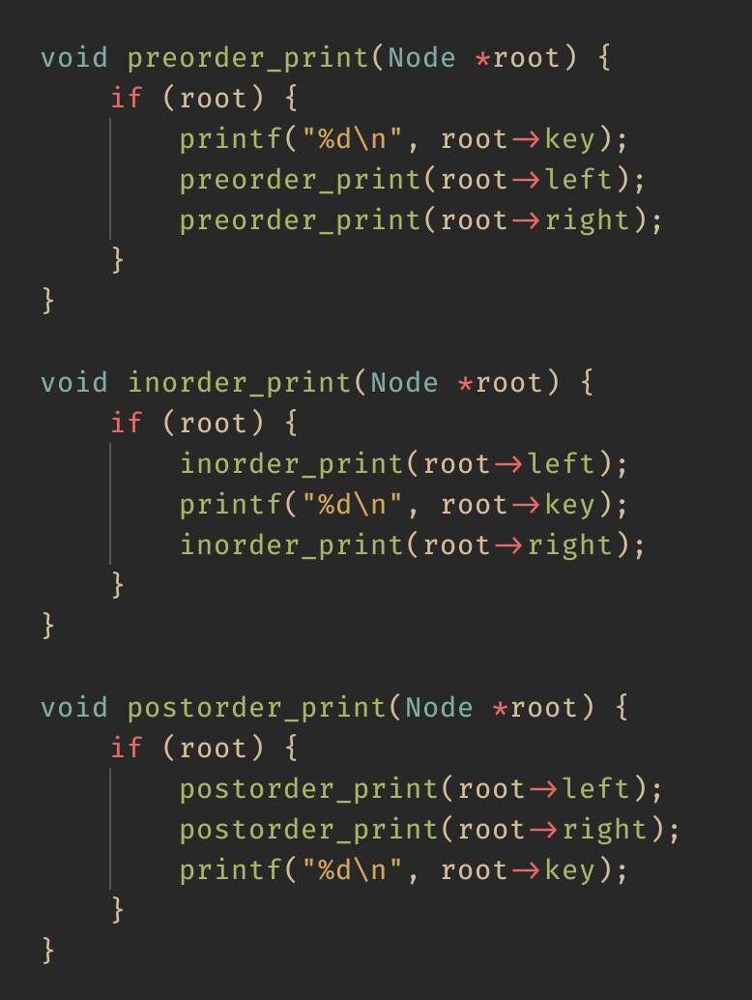 void preorder_print(Node *root) {
    if (root) {
        printf("%d\n", root->key);
        preorder_print(root->left);
        preorder_print(root->right);
    }
}

void inorder_print(Node *root) {
    if (root) {
        inorder_print(root->left);
        printf("%d\n", root->key);
        inorder_print(root->right);
    }
}

void postorder_print(Node *root) {
    if (root) {
        postorder_print(root->left);
        postorder_print(root->right);
        printf("%d\n", root->key);
    }
}